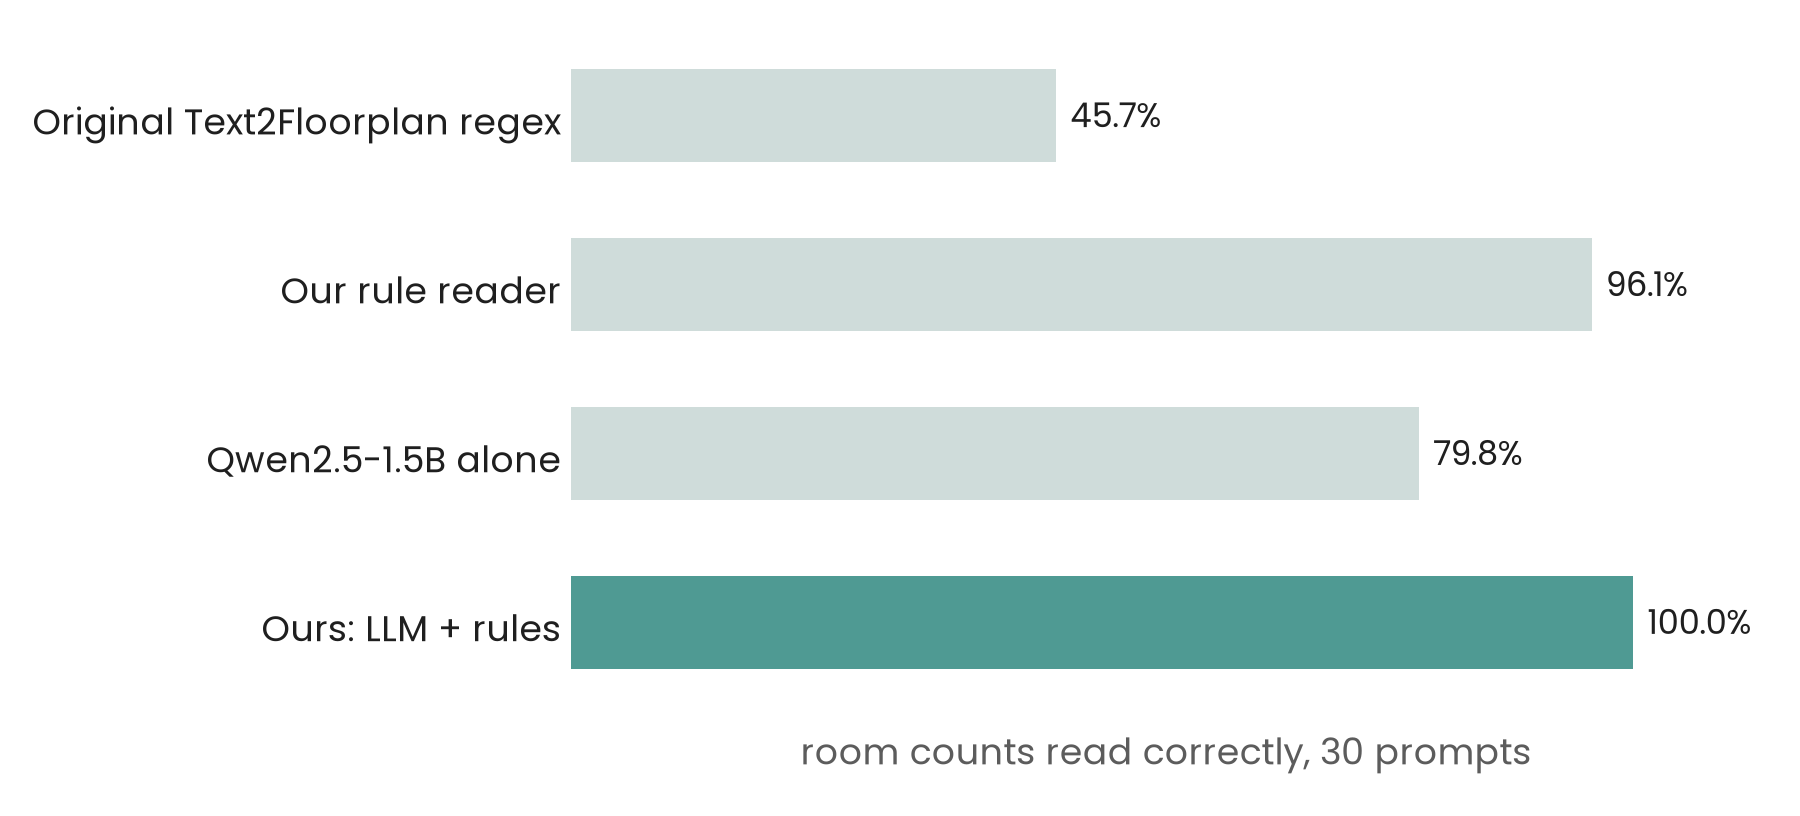 Original Text2Floorplan regex 45.7%
Our rule reader 96.1%
Qwen2.5-1.5B alone 79.8%
Ours: LLM + rules 100.0%
room counts read correctly, 30 prompts